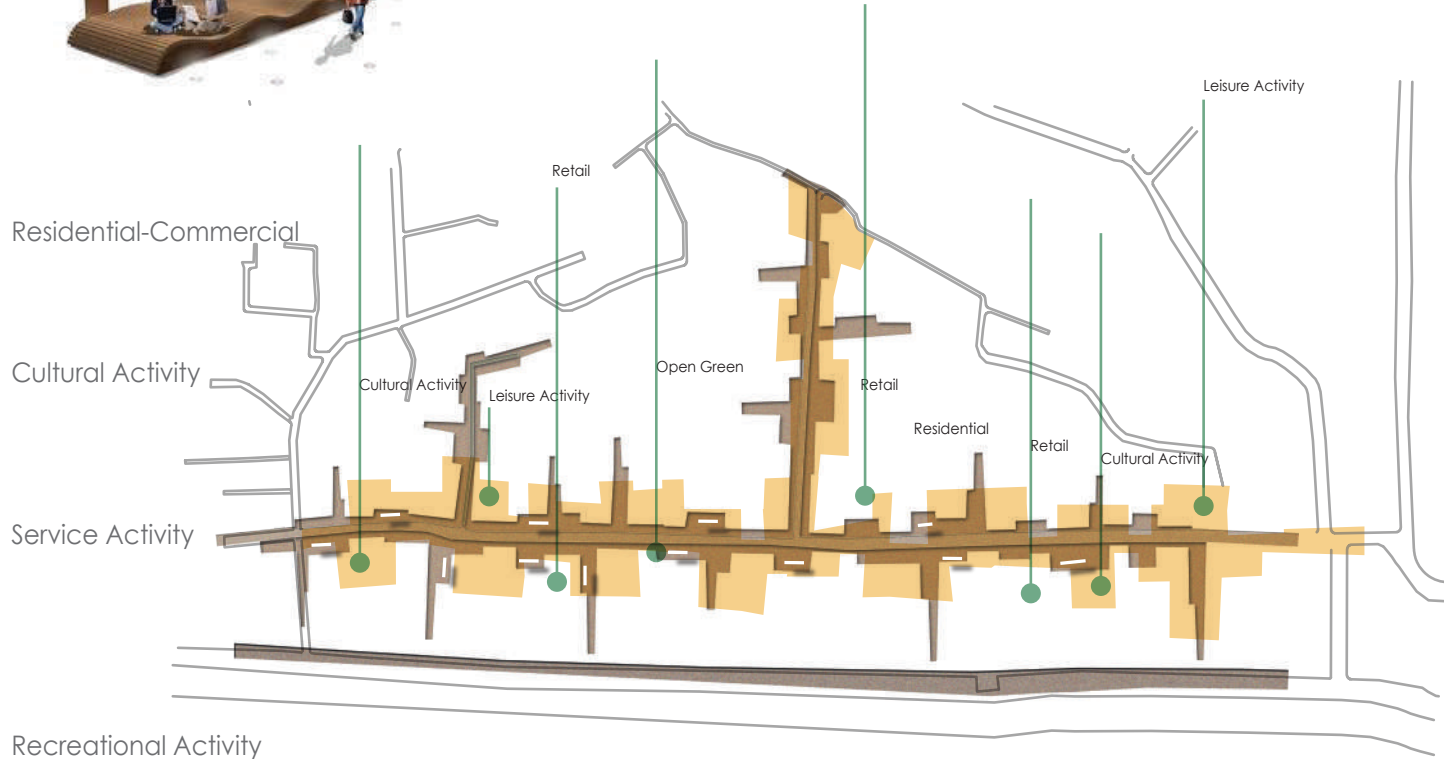 Leisure Activity
Retail
Residential-Commercial
Open Green
Cultural Activity
Cultural Activity
Retail
Leisure Activity
Residential
Retail
Cultural Activity
Service Activity
Recreational Activity